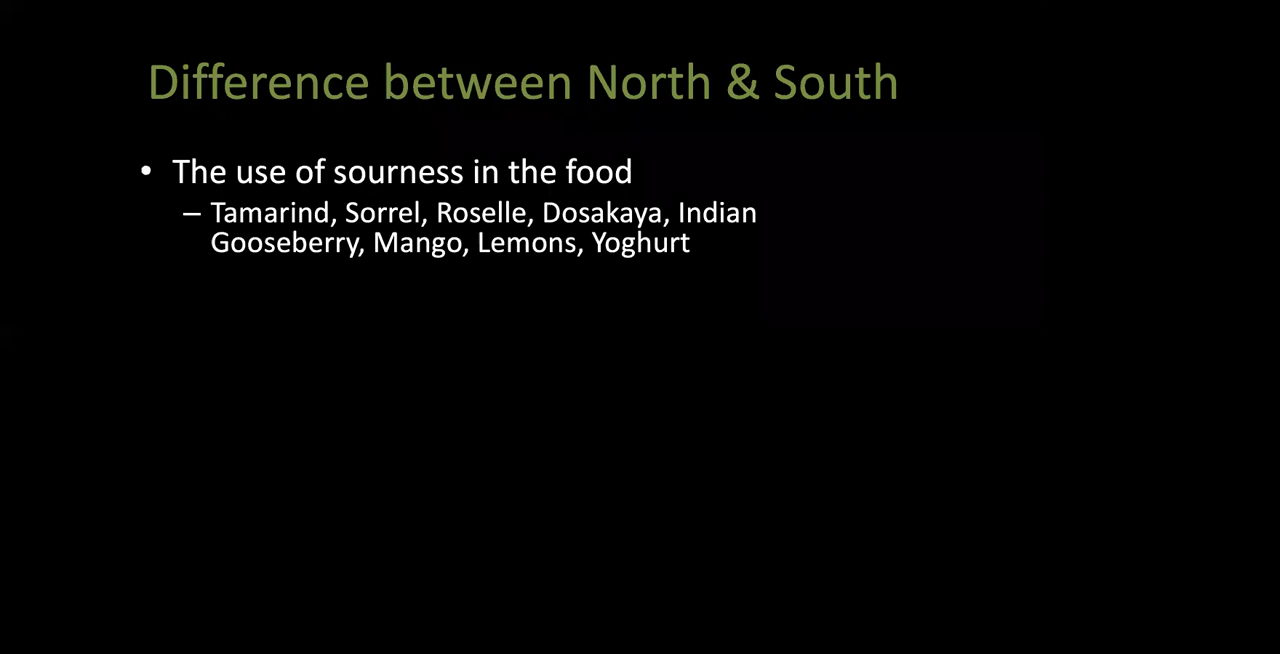 Difference between North & South
• The use of sourness in the food
– Tamarind, Sorrel, Roselle, Dosakaya, Indian
Gooseberry, Mango, Lemons, Yoghurt